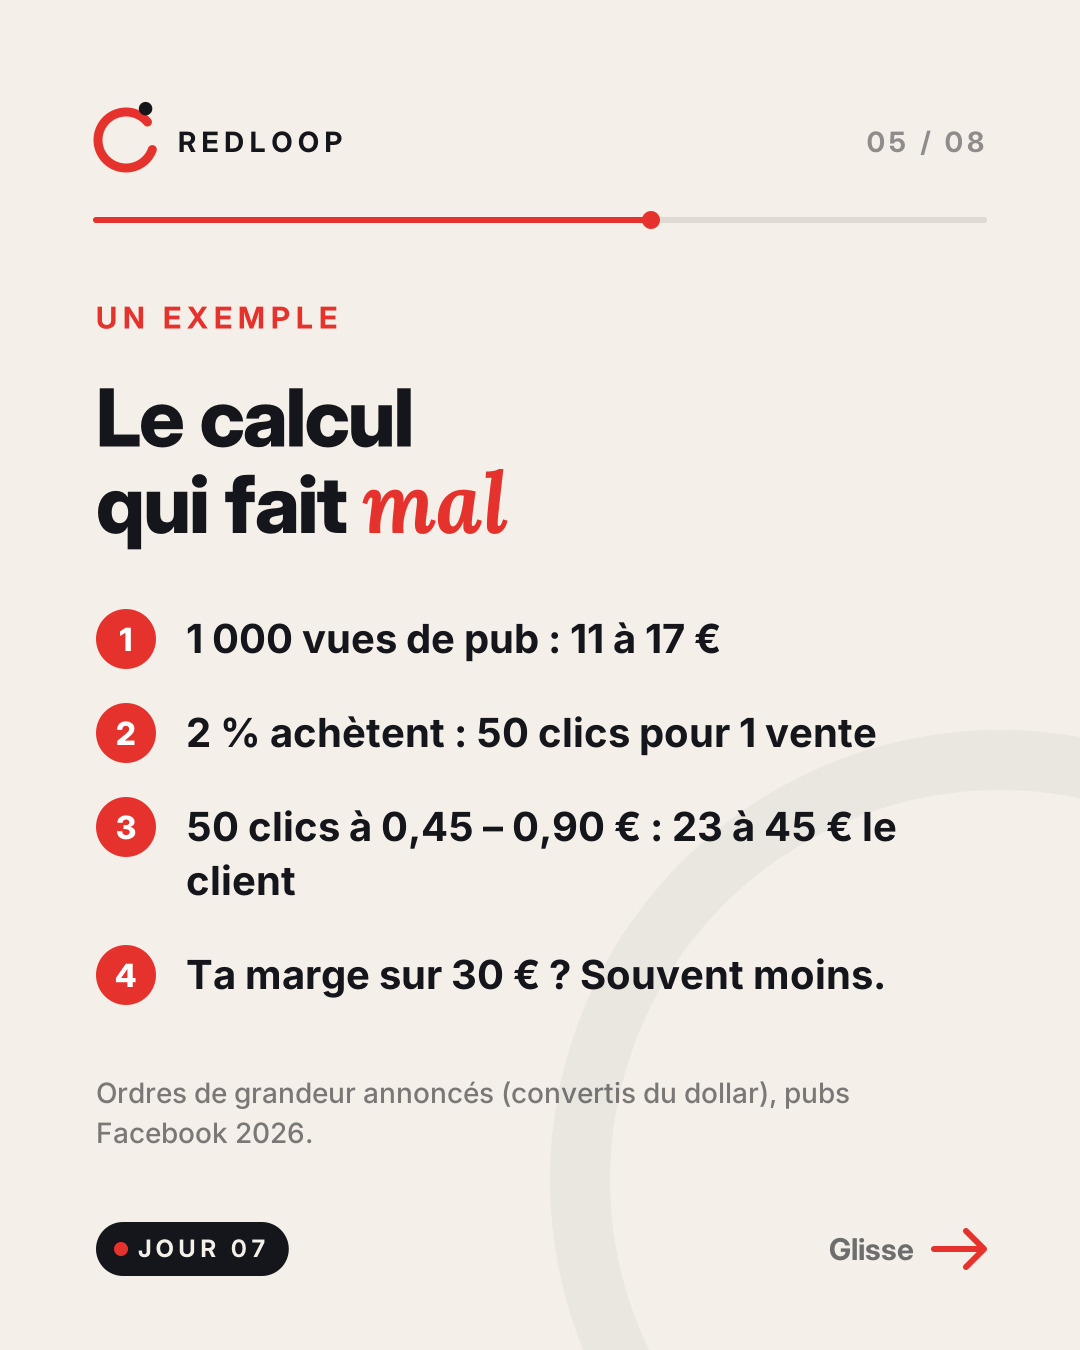 REDLOOP
05 / 08
UN EXEMPLE
Le calcul
qui fait mal
1 1 000 vues de pub : 11 à 17 €
2 2 % achètent : 50 clics pour 1 vente
3 50 clics à 0,45 – 0,90 € : 23 à 45 € le
client
4 Ta marge sur 30 € ? Souvent moins.
Ordres de grandeur annoncés (convertis du dollar), pubs
Facebook 2026.
JOUR 07
Glisse